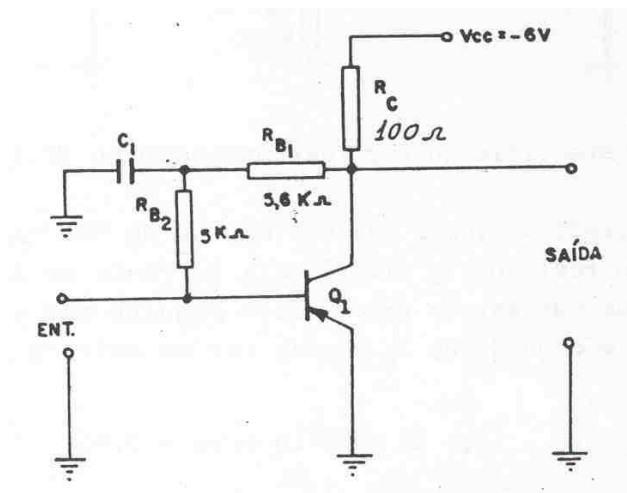 Vcc = -6V
R C
100 Ω
C1
R B1
5,6 KΩ
R B2
5 KΩ
SAÍDA
Q1
ENT.